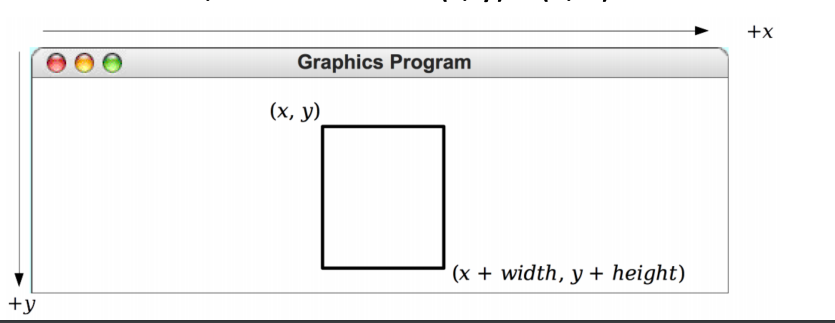 +x
Graphics Program
(x, y)
(x + width, y + height)
+y